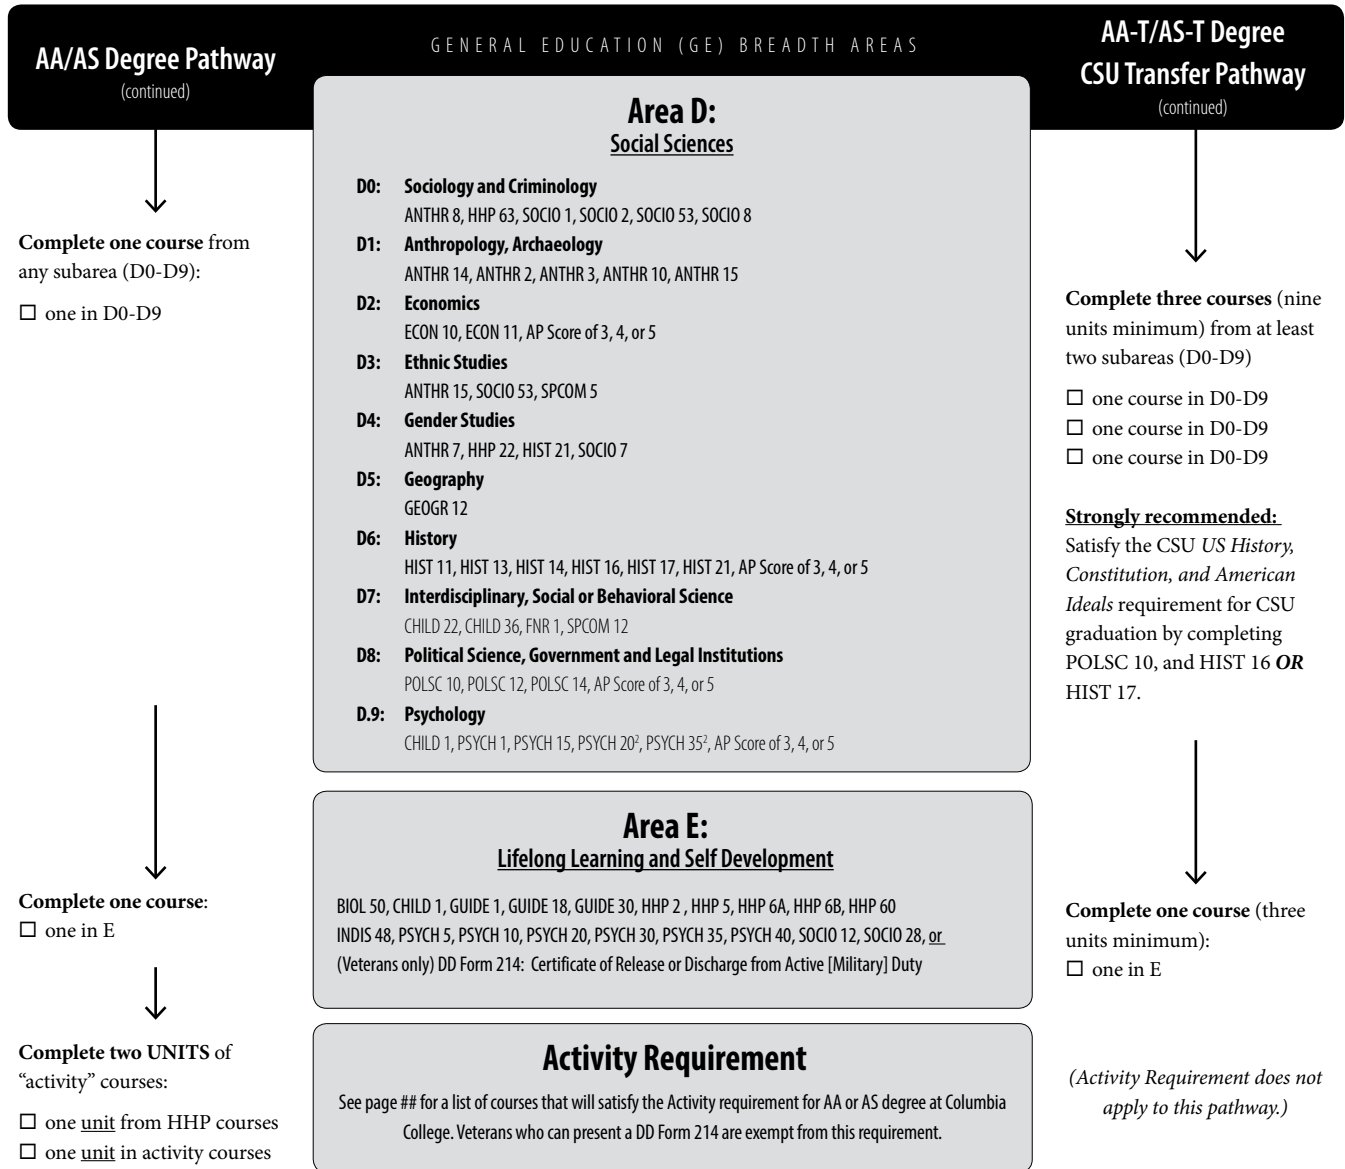 AA/AS Degree Pathway
(continued)
GENERAL EDUCATION (GE) BREADTH AREAS
AA-T/AS-T Degree
CSU Transfer Pathway
(continued)
Complete one course from
any subarea (D0-D9):
☐ one in D0-D9
Area D:
Social Sciences
D0: Sociology and Criminology
ANTHR 8, HHP 63, SOCIO 1, SOCIO 2, SOCIO 53, SOCIO 8
D1: Anthropology, Archaeology
ANTHR 14, ANTHR 2, ANTHR 3, ANTHR 10, ANTHR 15
D2: Economics
ECON 10, ECON 11, AP Score of 3, 4, or 5
D3: Ethnic Studies
ANTHR 15, SOCIO 53, SPCOM 5
D4: Gender Studies
ANTHR 7, HHP 22, HIST 21, SOCIO 7
D5: Geography
GEOGR 12
D6: History
HIST 11, HIST 13, HIST 14, HIST 16, HIST 17, HIST 21, AP Score of 3, 4, or 5
D7: Interdisciplinary, Social or Behavioral Science
CHILD 22, CHILD 36, FNR 1, SPCOM 12
D8: Political Science, Government and Legal Institutions
POLSC 10, POLSC 12, POLSC 14, AP Score of 3, 4, or 5
D.9: Psychology
CHILD 1, PSYCH 1, PSYCH 15, PSYCH 20², PSYCH 35², AP Score of 3, 4, or 5
Complete three courses (nine
units minimum) from at least
two subareas (D0-D9)
☐ one course in D0-D9
☐ one course in D0-D9
☐ one course in D0-D9
Strongly recommended:
Satisfy the CSU US History,
Constitution, and American
Ideals requirement for CSU
graduation by completing
POLSC 10, and HIST 16 OR
HIST 17.
Complete one course:
☐ one in E
Area E:
Lifelong Learning and Self Development
BIOL 50, CHILD 1, GUIDE 1, GUIDE 18, GUIDE 30, HHP 2 , HHP 5, HHP 6A, HHP 6B, HHP 60
INDIS 48, PSYCH 5, PSYCH 10, PSYCH 20, PSYCH 30, PSYCH 35, PSYCH 40, SOCIO 12, SOCIO 28, or
(Veterans only) DD Form 214: Certificate of Release or Discharge from Active [Military] Duty
Complete one course (three
units minimum):
☐ one in E
Complete two UNITS of
“activity” courses:
☐ one unit from HHP courses
☐ one unit in activity courses
Activity Requirement
See page ## for a list of courses that will satisfy the Activity requirement for AA or AS degree at Columbia
College. Veterans who can present a DD Form 214 are exempt from this requirement.
(Activity Requirement does not
apply to this pathway.)